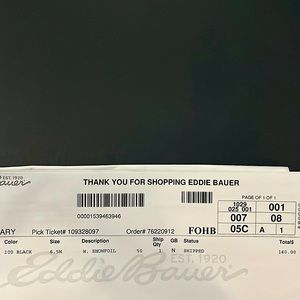 EST. 1920
Eddie Bauer
THANK YOU FOR SHOPPING EDDIE BAUER
PAGE OF 1 OF 1
00001539463946
1029
025 001
001
007
08
ARY
Pick Ticket# 109328097
Order# 76220912
FOHB
05C
A
1
Color Size Description Qty Ship GB Status Total
100 BLACK 6.5M W. SNOWFOIL 50 1 N SHIPPED 140.00
Eddie Bauer
EST. 1920